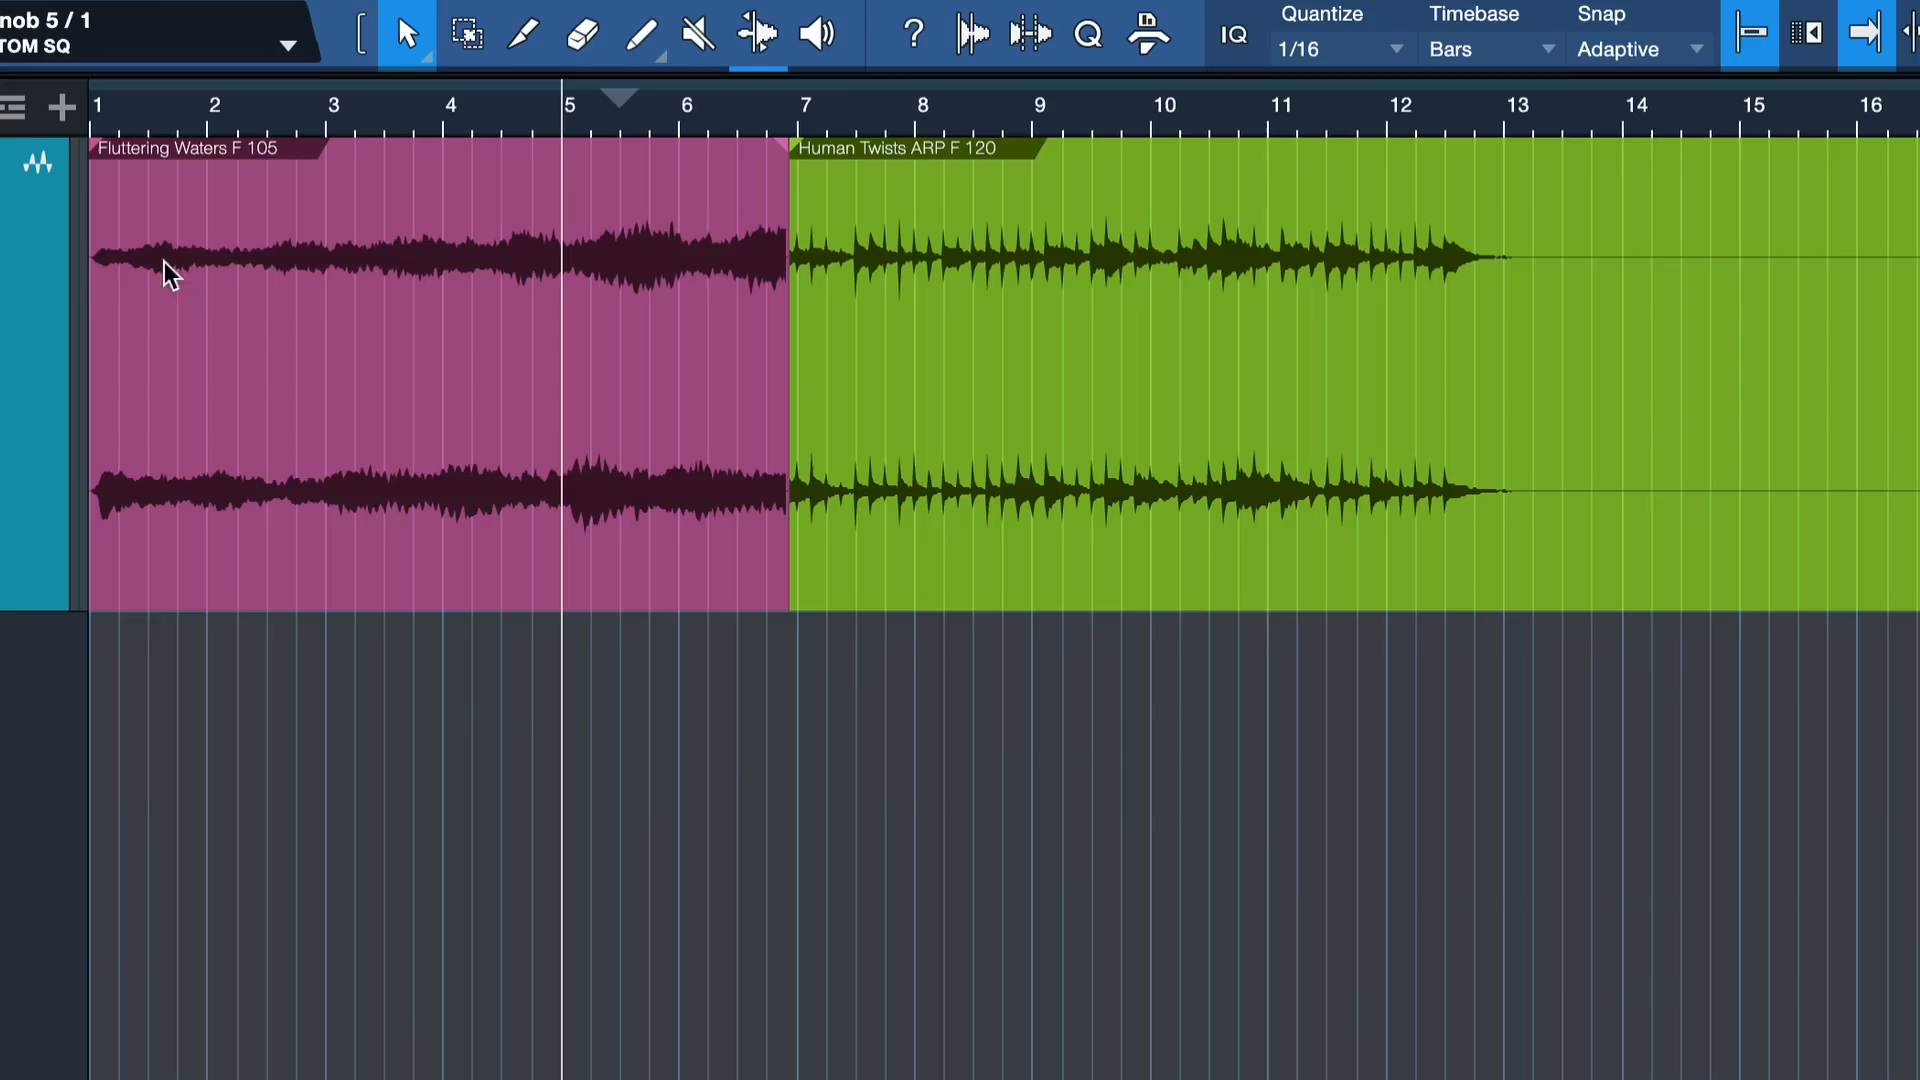 nob 5 / 1
TOM SQ
?
Q
IQ
Quantize
1/16
Timebase
Bars
Snap
Adaptive
1 2 3 4 5 6 7 8 9 10 11 12 13 14 15 16
Fluttering Waters F 105
Human Twists ARP F 120